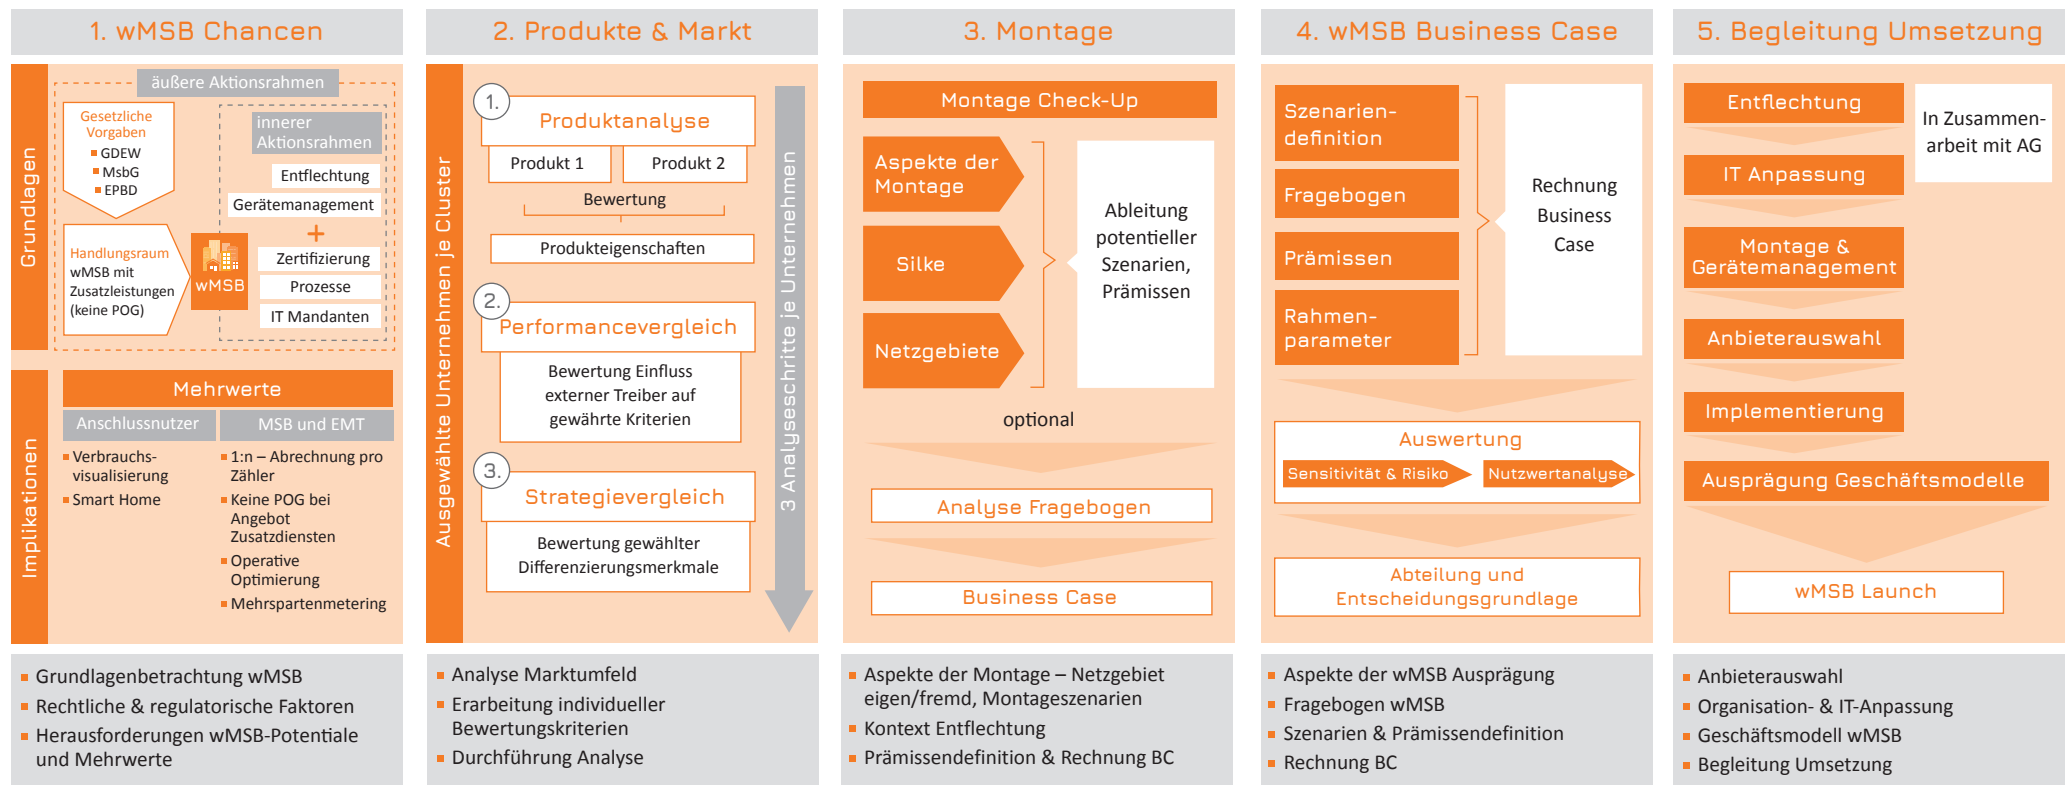 1. wMSB Chancen
Grundlagen
äußere Aktionsrahmen
Gesetzliche
Vorgaben
GDEW
MsbG
EPBD
innerer
Aktionsrahmen
Entflechtung
Gerätemanagement
+
Zertifizierung
Prozesse
IT Mandanten
Handlungsraum
wMSB mit
Zusatzleistungen
(keine POG)
wMSB
Implikationen
Mehrwerte
Anschlussnutzer
Verbrauchs-
visualisierung
Smart Home
MSB und EMT
1:n – Abrechnung pro
Zähler
Keine POG bei
Angebot
Zusatzdiensten
Operative
Optimierung
Mehrspartenmetering
Grundlagenbetrachtung wMSB
Rechtliche & regulatorische Faktoren
Herausforderungen wMSB-Potentiale
und Mehrwerte
2. Produkte & Markt
Ausgewählte Unternehmen je Cluster
1.
Produktanalyse
Produkt 1
Produkt 2
Bewertung
Produkteigenschaften
2.
Performancevergleich
Bewertung Einfluss
externer Treiber auf
gewährte Kriterien
3.
Strategievergleich
Bewertung gewählter
Differenzierungsmerkmale
3 Analyseschritte je Unternehmen
Analyse Marktumfeld
Erarbeitung individueller
Bewertungskriterien
Durchführung Analyse
3. Montage
Montage Check-Up
Aspekte der
Montage
Silke
Netzgebiete
Ableitung
potentieller
Szenarien,
Prämissen
optional
Analyse Fragebogen
Business Case
Aspekte der Montage – Netzgebiet
eigen/fremd, Montageszenarien
Kontext Entflechtung
Prämissendefinition & Rechnung BC
4. wMSB Business Case
Szenarien-
definition
Fragebogen
Prämissen
Rahmen-
parameter
Rechnung
Business
Case
Auswertung
Sensitivität & Risiko
Nutzwertanalyse
Abteilung und
Entscheidungsgrundlage
Aspekte der wMSB Ausprägung
Fragebogen wMSB
Szenarien & Prämissendefinition
Rechnung BC
5. Begleitung Umsetzung
Entflechtung
IT Anpassung
Montage &
Gerätemanagement
Anbieterauswahl
Implementierung
Ausprägung Geschäftsmodelle
wMSB Launch
In Zusammen-
arbeit mit AG
Anbieterauswahl
Organisation- & IT-Anpassung
Geschäftsmodell wMSB
Begleitung Umsetzung